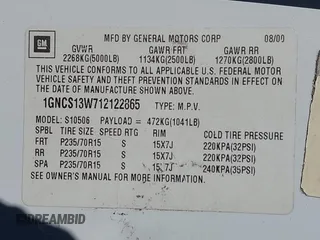 GM
MFD BY GENERAL MOTORS CORP 08/00
GVWR GAWR FRT GAWR RR
2268KG(5000LB) 1134KG(2500LB) 1270KG(2800LB)
THIS VEHICLE CONFORMS TO ALL APPLICABLE U.S. FEDERAL MOTOR
VEHICLE SAFETY AND THEFT PREVENTION STANDARDS IN EFFECT ON
THE DATE OF MANUFACTURE SHOWN ABOVE.
1GNCS13W712122865 TYPE: M.P.V.
MODEL: S10506 PAYLOAD = 472KG(1041LB)
SPBL TIRE SIZE SPEED RTG RIM COLD TIRE PRESSURE
FRT P235/70R15 S 15X7J 220KPA(32PSI)
RR P235/70R15 S 15X7J 220KPA(32PSI)
SPA P235/70R15 S 15X7J 240KPA(35PSI)
SEE OWNER'S MANUAL FOR MORE INFORMATION.
DREAMBID